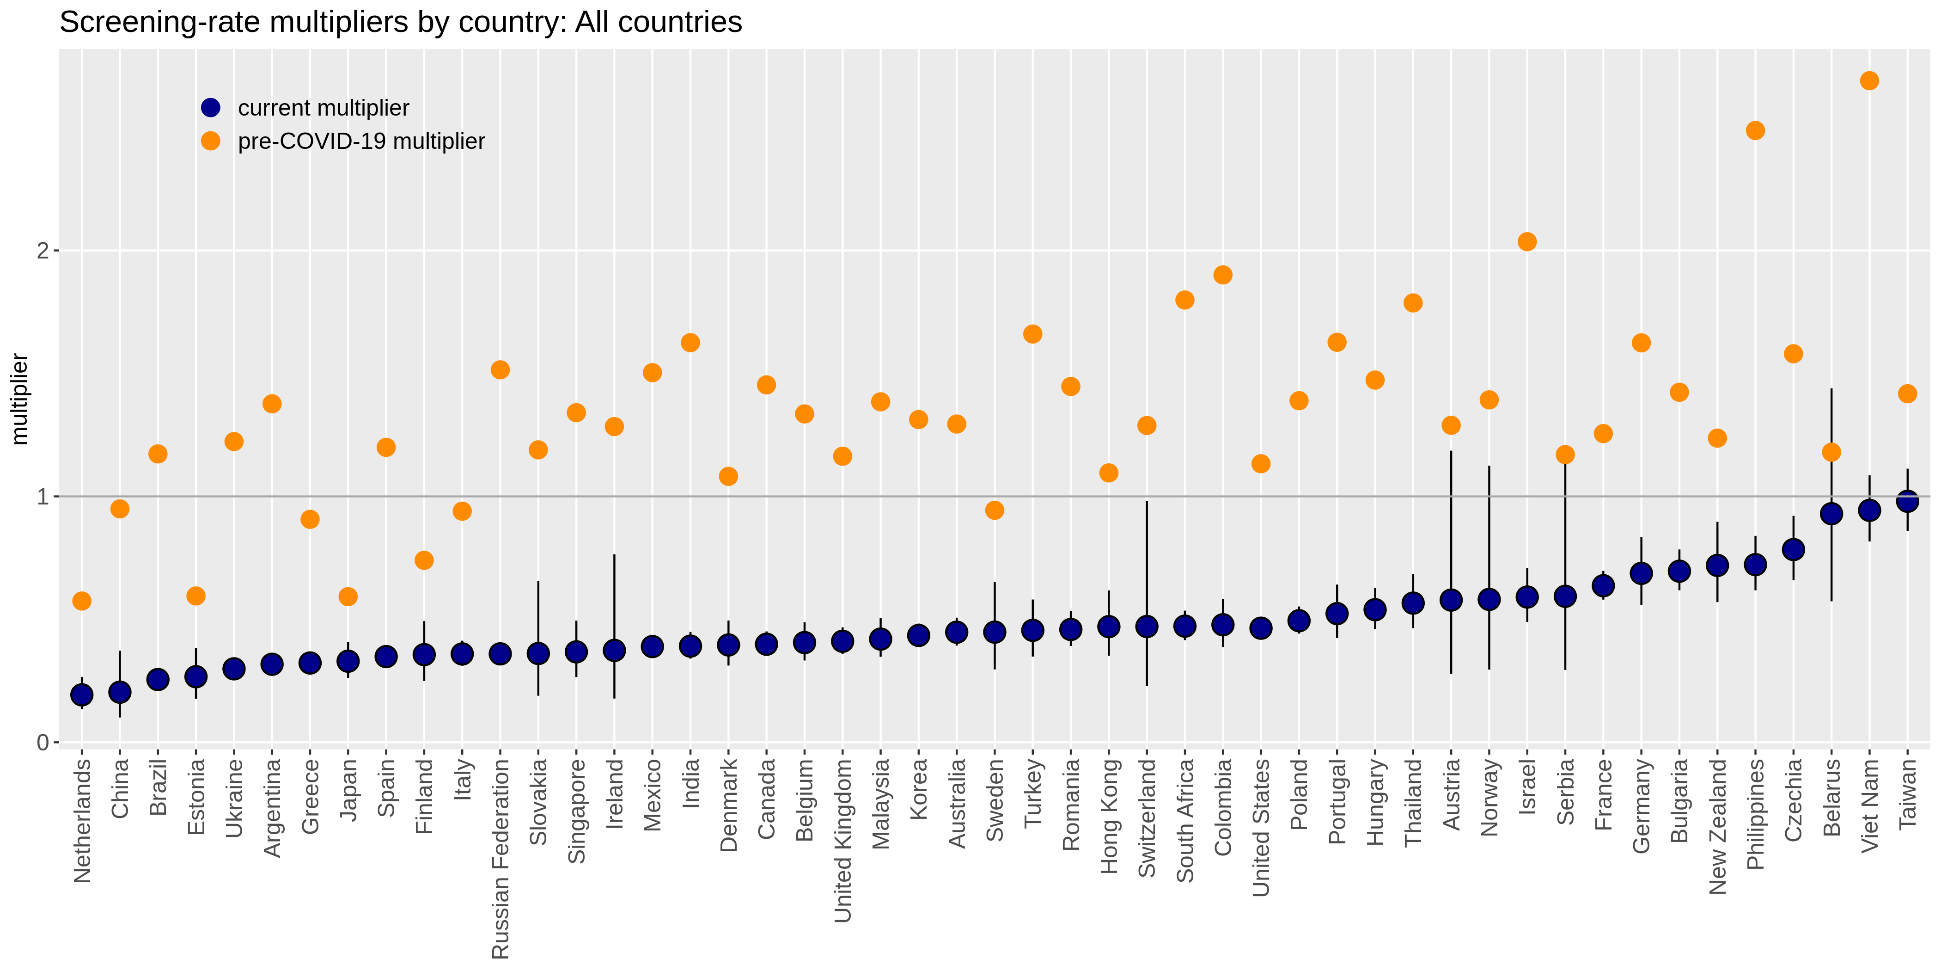 Screening-rate multipliers by country: All countries
current multiplier
pre-COVID-19 multiplier
multiplier
2
1
0
Netherlands
China
Brazil
Estonia
Ukraine
Argentina
Greece
Japan
Spain
Finland
Italy
Russian Federation
Slovakia
Singapore
Ireland
Mexico
India
Denmark
Canada
Belgium
United Kingdom
Malaysia
Korea
Australia
Sweden
Turkey
Romania
Hong Kong
Switzerland
South Africa
Colombia
United States
Poland
Portugal
Hungary
Thailand
Austria
Norway
Israel
Serbia
France
Germany
Bulgaria
New Zealand
Philippines
Czechia
Belarus
Viet Nam
Taiwan